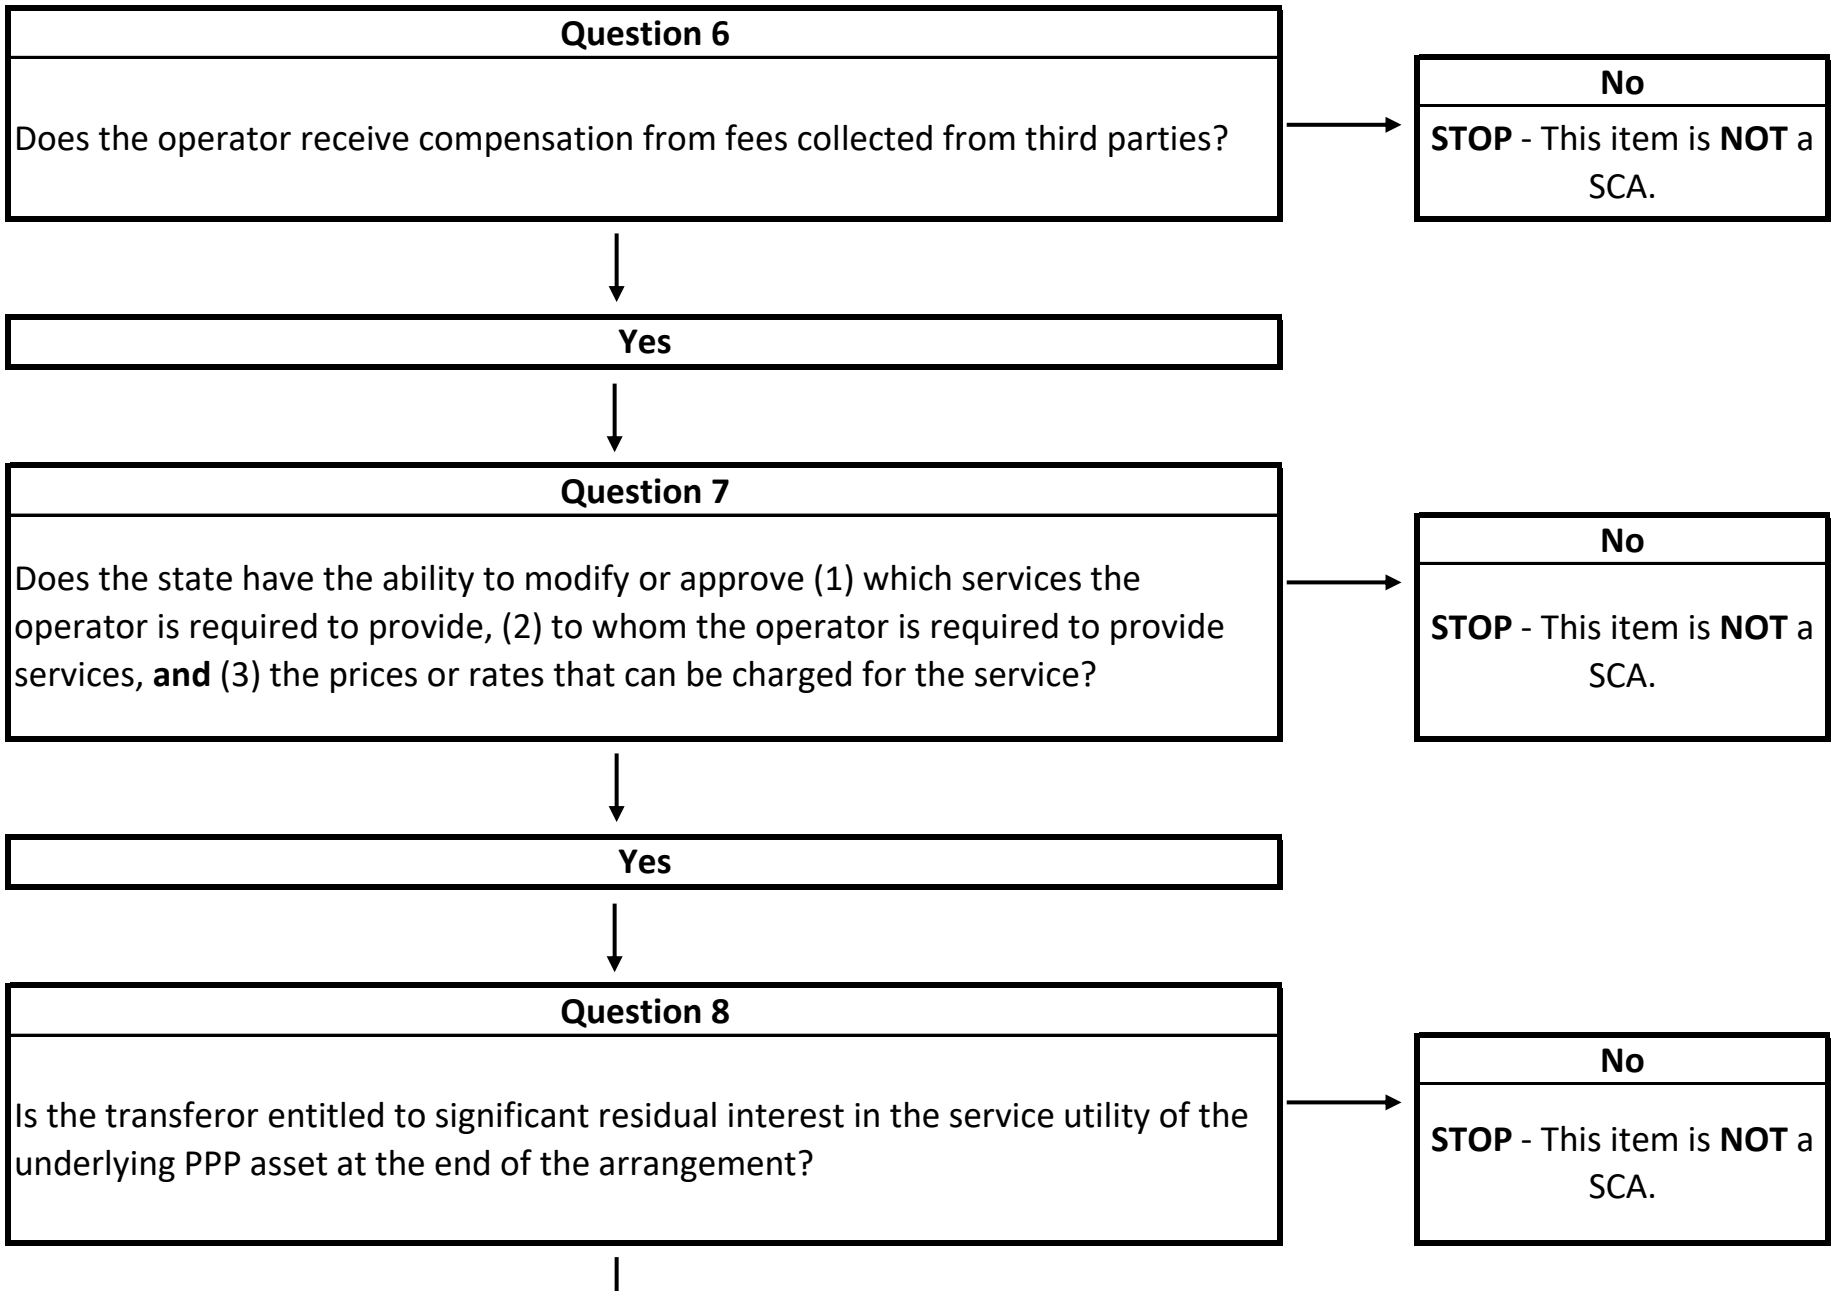 Question 6
Does the operator receive compensation from fees collected from third parties?
No
STOP - This item is NOT a
SCA.
Yes
Question 7
Does the state have the ability to modify or approve (1) which services the
operator is required to provide, (2) to whom the operator is required to provide
services, and (3) the prices or rates that can be charged for the service?
No
STOP - This item is NOT a
SCA.
Yes
Question 8
Is the transferor entitled to significant residual interest in the service utility of the
underlying PPP asset at the end of the arrangement?
No
STOP - This item is NOT a
SCA.